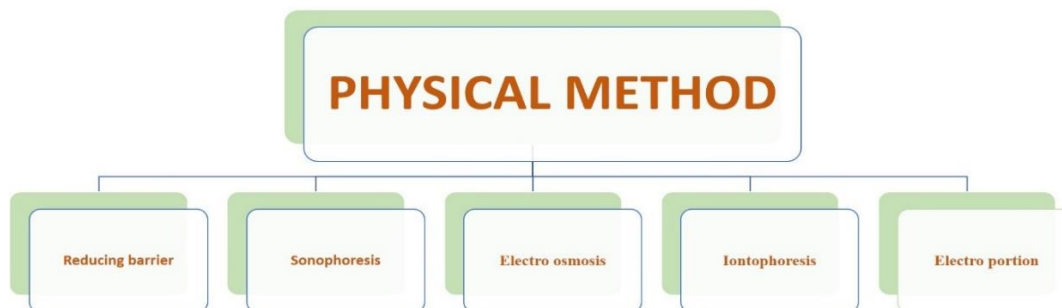 PHYSICAL METHOD
Reducing barrier
Sonophoresis
Electro osmosis
Iontophoresis
Electro portion